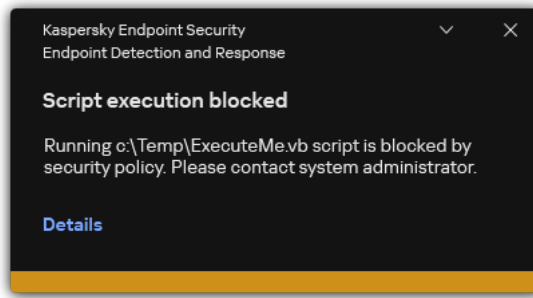 Kaspersky Endpoint Security
Endpoint Detection and Response
Script execution blocked
Running c:\Temp\ExecuteMe.vb script is blocked by
security policy. Please contact system administrator.
Details